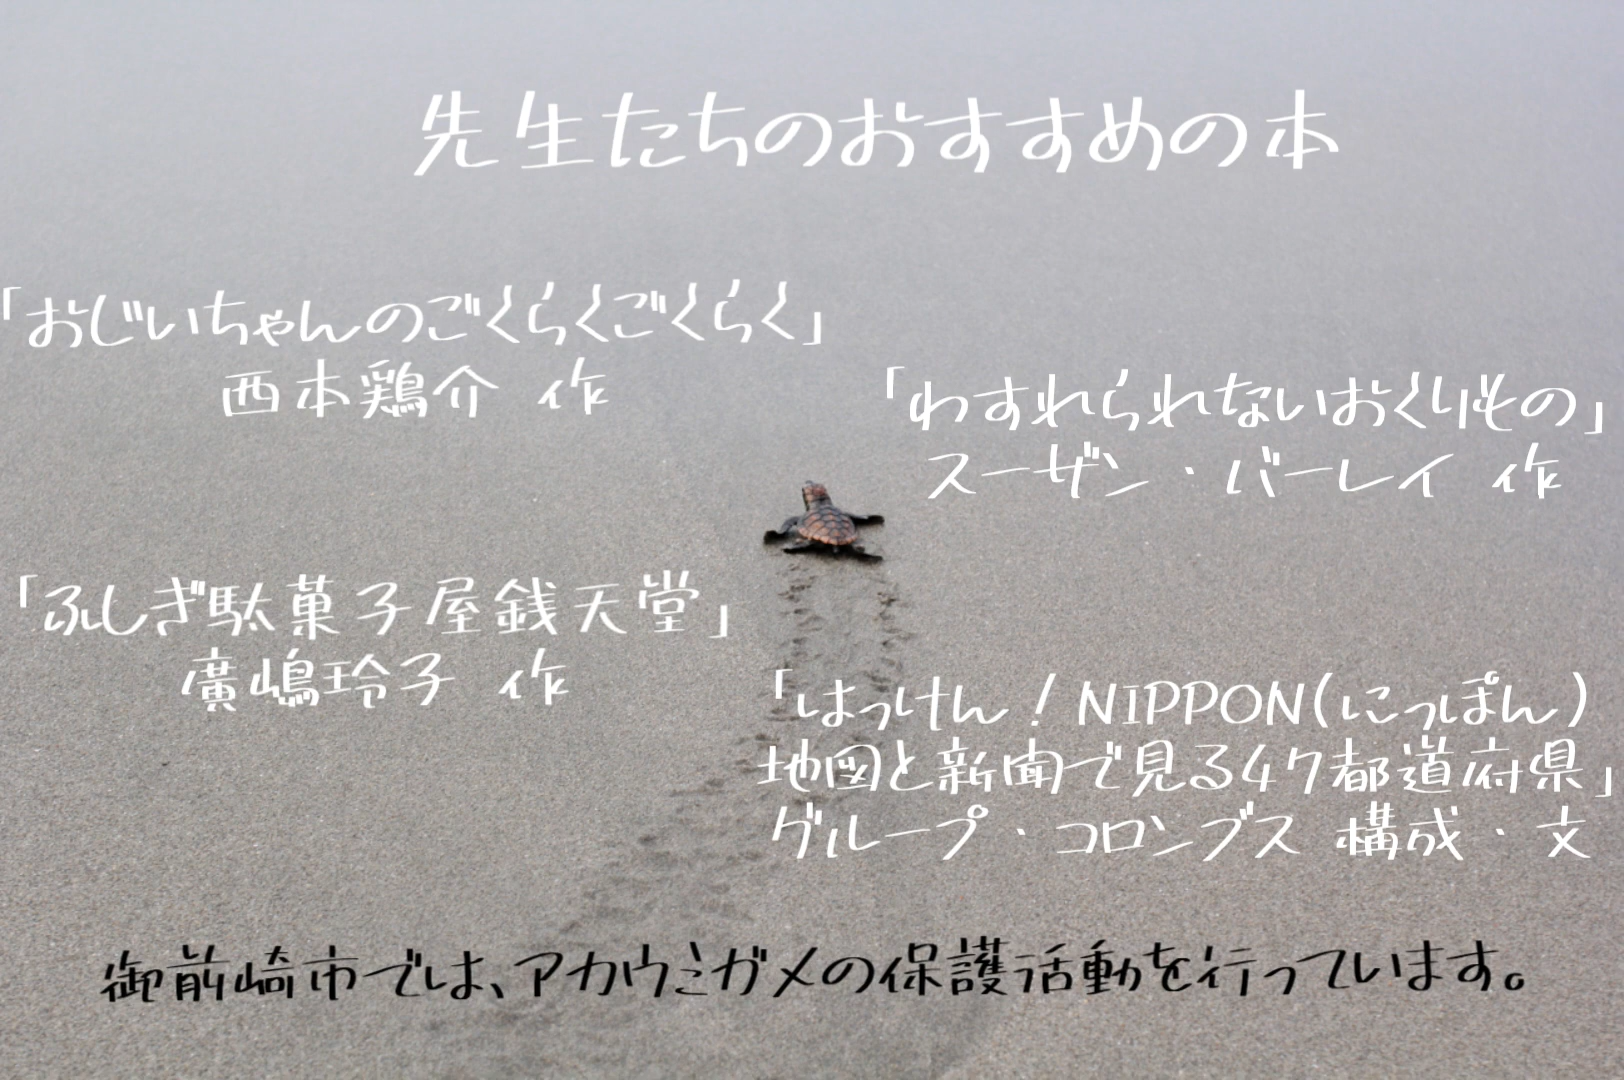 先生たちのおすすめの本
「おじいちゃんのごくらくごくらく」
西本鶏介 作
「わすれられないおくりもの」
スーザン・バーレイ 作
「ふしぎ駄菓子屋銭天堂」
廣嶋玲子 作
「はっけん！NIPPON(にっぽん)
地図と新聞で見る47都道府県」
グループ・コロンブス 構成・文
御前崎市では、アカウミガメの保護活動を行っています。